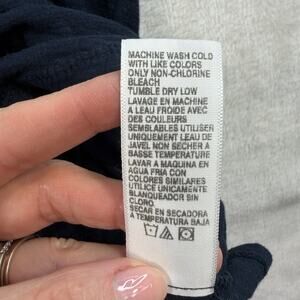 MACHINE WASH COLD
WITH LIKE COLORS
ONLY NON-CHLORINE
BLEACH
TUMBLE DRY LOW
LAVAGE EN MACHINE
A LEAU FROIDE AVEC
DES COULEURS
SEMBLABLES UTILISER
UNIQUEMENT LEAU DE
JAVEL NON SECHER A
BASSE TEMPERATURE
LAVAR A MAQUINA EN
AGUA FRIA CON
COLORES SIMILARES
UTILICE UNICAMENTE
BLANQUEADOR SIN
CLORO.
SECAR EN SECADORA
A TEMPERATURA BAJA